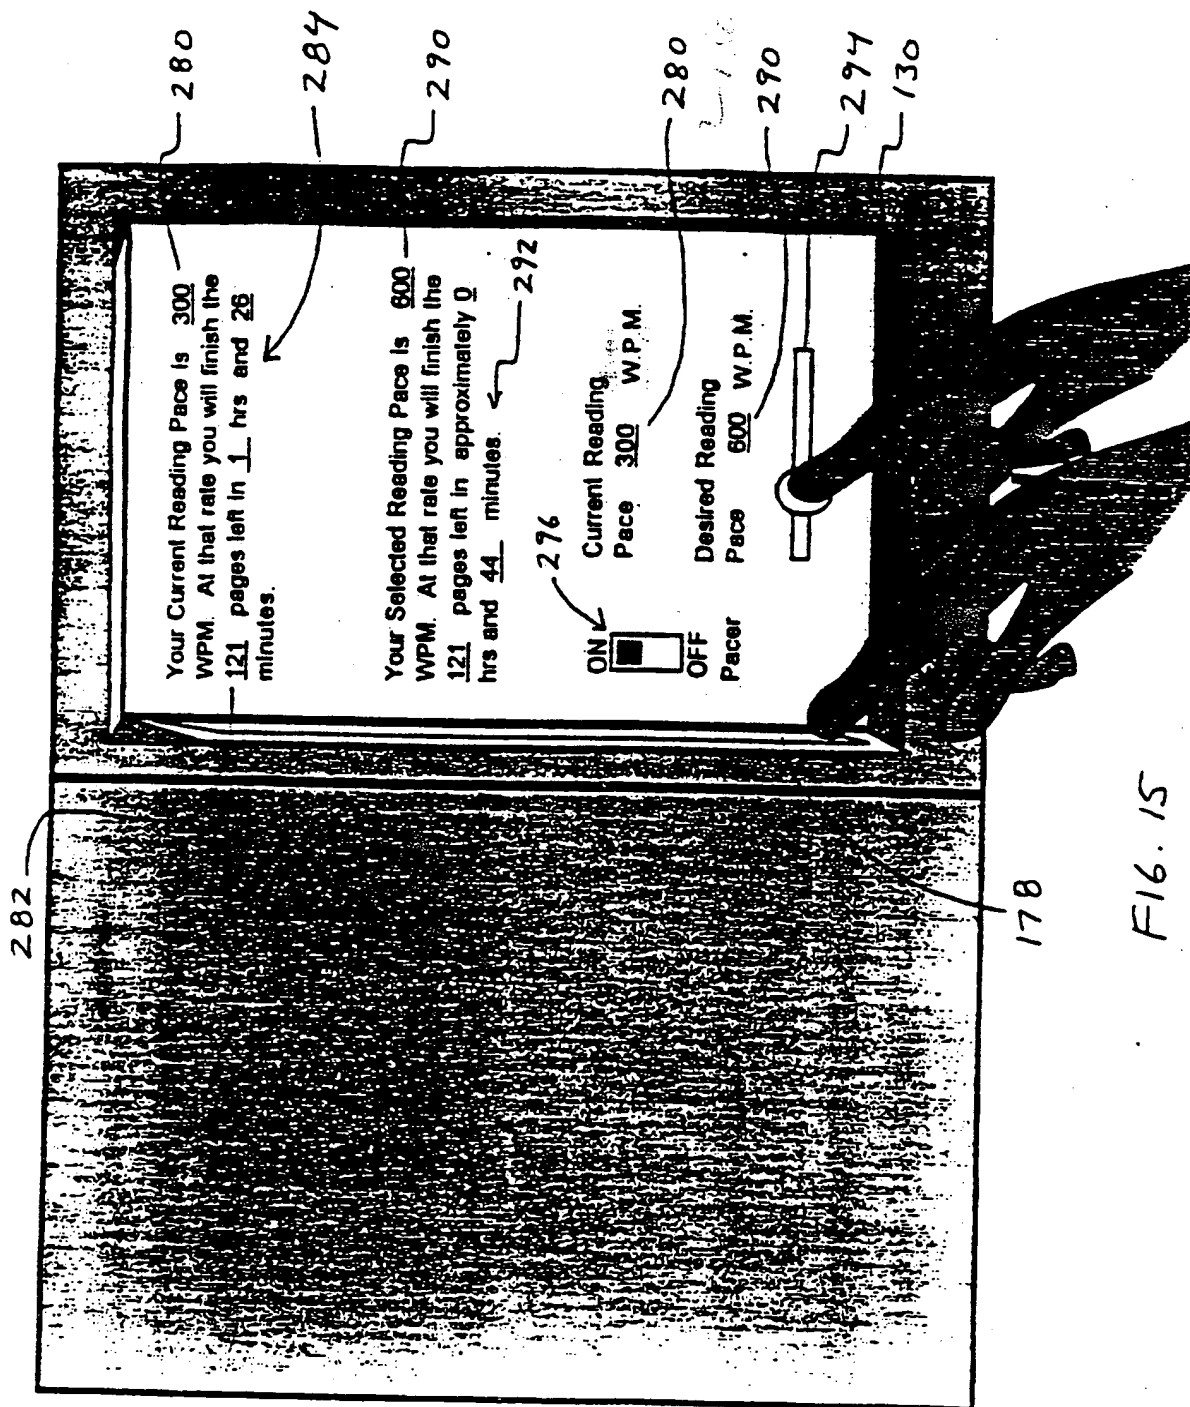 280
284
290
Your Current Reading Pace is 300
WPM. At that rate you will finish the
121 pages left in 1 hrs and 26
minutes.
Your Selected Reading Pace is 600
WPM. At that rate you will finish the
121 pages left in approximately 0
hrs and 44 minutes.
292
296
ON
OFF
Pacer
Current Reading
Pace 300 W.P.M.
Desired Reading
Pace 600 W.P.M.
280
290
294
130
282
178
FIG. 15